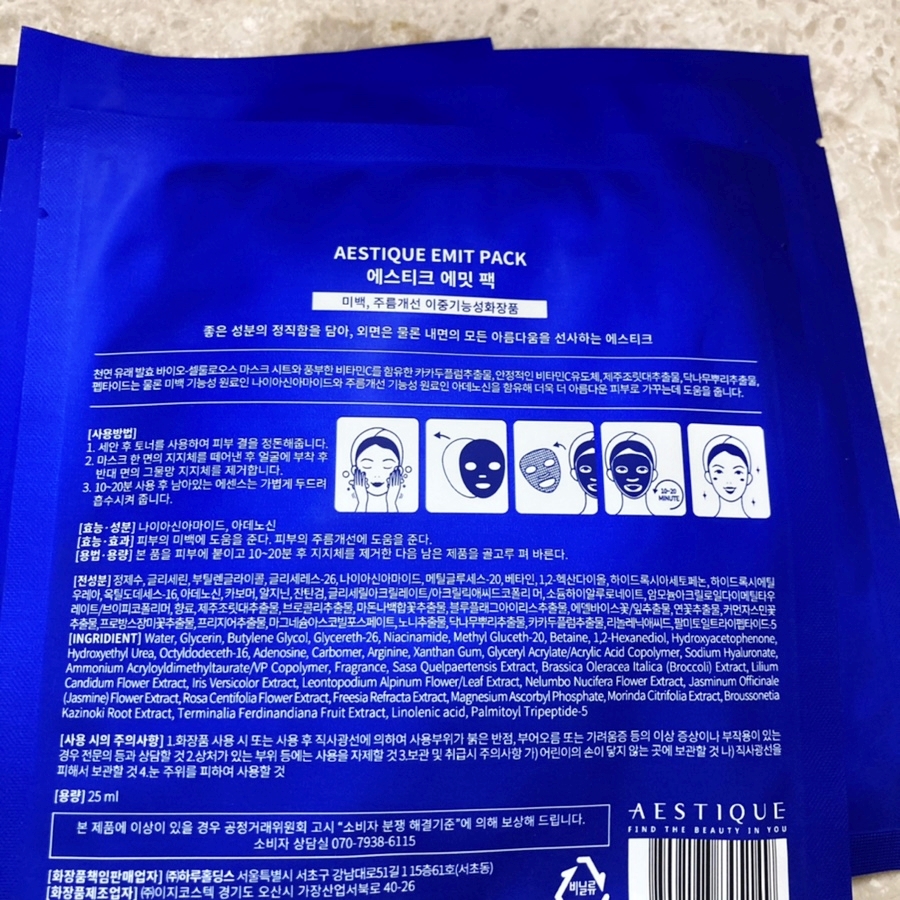 AESTIQUE EMIT PACK
에스티크 에밋 팩
미백, 주름개선 이중기능성화장품
좋은 성분의 정직함을 담아, 외면은 물론 내면의 모든 아름다움을 선사하는 에스티크
천연 유래 발효 바이오-셀룰로오스 마스크 시트와 풍부한 비타민C를 함유한 카카두플럼추출물, 안정적인 비타민C유도체, 제주조릿대추출물, 닥나무뿌리추출물,
펩타이드는 물론 미백 기능성 원료인 나이아신아마이드와 주름개선 기능성 원료인 아데노신을 함유해 더욱 더 아름다운 피부로 가꾸는데 도움을 줍니다.
[사용방법]
1. 세안 후 토너를 사용하여 피부 결을 정돈해줍니다.
2. 마스크 한 면의 지지체를 떼어낸 후 얼굴에 부착 후
반대 면의 그물망 지지체를 제거합니다.
3. 10~20분 사용 후 남아있는 에센스는 가볍게 두드려
흡수시켜 줍니다.
10~20
MINUTE
[효능·성분] 나이아신아마이드, 아데노신
[효능·효과] 피부의 미백에 도움을 준다. 피부의 주름개선에 도움을 준다.
[용법·용량] 본 품을 피부에 붙이고 10~20분 후 지지체를 제거한 다음 남은 제품을 골고루 펴 바른다.
[전성분] 정제수, 글리세린, 부틸렌글라이콜, 글리세레스-26, 나이아신아마이드, 메틸글루세스-20, 베타인, 1,2-헥산다이올, 하이드록시아세토페논, 하이드록시에틸
우레아, 옥틸도데세스-16, 아데노신, 카보머, 알지닌, 잔탄검, 글리세릴아크릴레이트/아크릴릭애씨드코폴리머, 소듐하이알루로네이트, 암모늄아크릴로일다이메틸타우
레이트/브이피코폴리머, 향료, 제주조릿대추출물, 브로콜리추출물, 마돈나백합꽃추출물, 블루플래그아이리스추출물, 에델바이스꽃/잎추출물, 연꽃추출물, 커먼자스민꽃
추출물, 프로방스장미꽃추출물, 프리지어추출물, 마그네슘아스코빌포스페이트, 노니추출물, 닥나무뿌리추출물, 카카두플럼추출물, 리놀레닉애씨드, 팔미토일트라이펩타이드-5
[INGRIDIENT] Water, Glycerin, Butylene Glycol, Glycereth-26, Niacinamide, Methyl Gluceth-20, Betaine, 1,2-Hexanediol, Hydroxyacetophenone,
Hydroxyethyl Urea, Octyldodeceth-16, Adenosine, Carbomer, Arginine, Xanthan Gum, Glyceryl Acrylate/Acrylic Acid Copolymer, Sodium Hyaluronate,
Ammonium Acryloyldimethyltaurate/VP Copolymer, Fragrance, Sasa Quelpaertensis Extract, Brassica Oleracea Italica (Broccoli) Extract, Lilium
Candidum Flower Extract, Iris Versicolor Extract, Leontopodium Alpinum Flower/Leaf Extract, Nelumbo Nucifera Flower Extract, Jasminum Officinale
(Jasmine) Flower Extract, Rosa Centifolia Flower Extract, Freesia Refracta Extract, Magnesium Ascorbyl Phosphate, Morinda Citrifolia Extract, Broussonetia
Kazinoki Root Extract, Terminalia Ferdinandiana Fruit Extract, Linolenic acid, Palmitoyl Tripeptide-5
[사용 시의 주의사항] 1.화장품 사용 시 또는 사용 후 직사광선에 의하여 사용부위가 붉은 반점, 부어오름 또는 가려움증 등의 이상 증상이나 부작용이 있는
경우 전문의 등과 상담할 것 2.상처가 있는 부위 등에는 사용을 자제할 것 3.보관 및 취급시 주의사항 가) 어린이의 손이 닿지 않는 곳에 보관할 것 나) 직사광선을
피해서 보관할 것 4.눈 주위를 피하여 사용할 것
[용량] 25 ml
본 제품에 이상이 있을 경우 공정거래위원회 고시 "소비자 분쟁 해결기준"에 의해 보상해 드립니다.
소비자 상담실 070-7938-6115
AESTIQUE
FIND THE BEAUTY IN YOU
[화장품책임판매업자] ㈜하루홀딩스 서울특별시 서초구 강남대로51길 1 15층61호(서초동)
[화장품제조업자] ㈜이지코스텍 경기도 오산시 가장산업서북로 40-26
비닐류